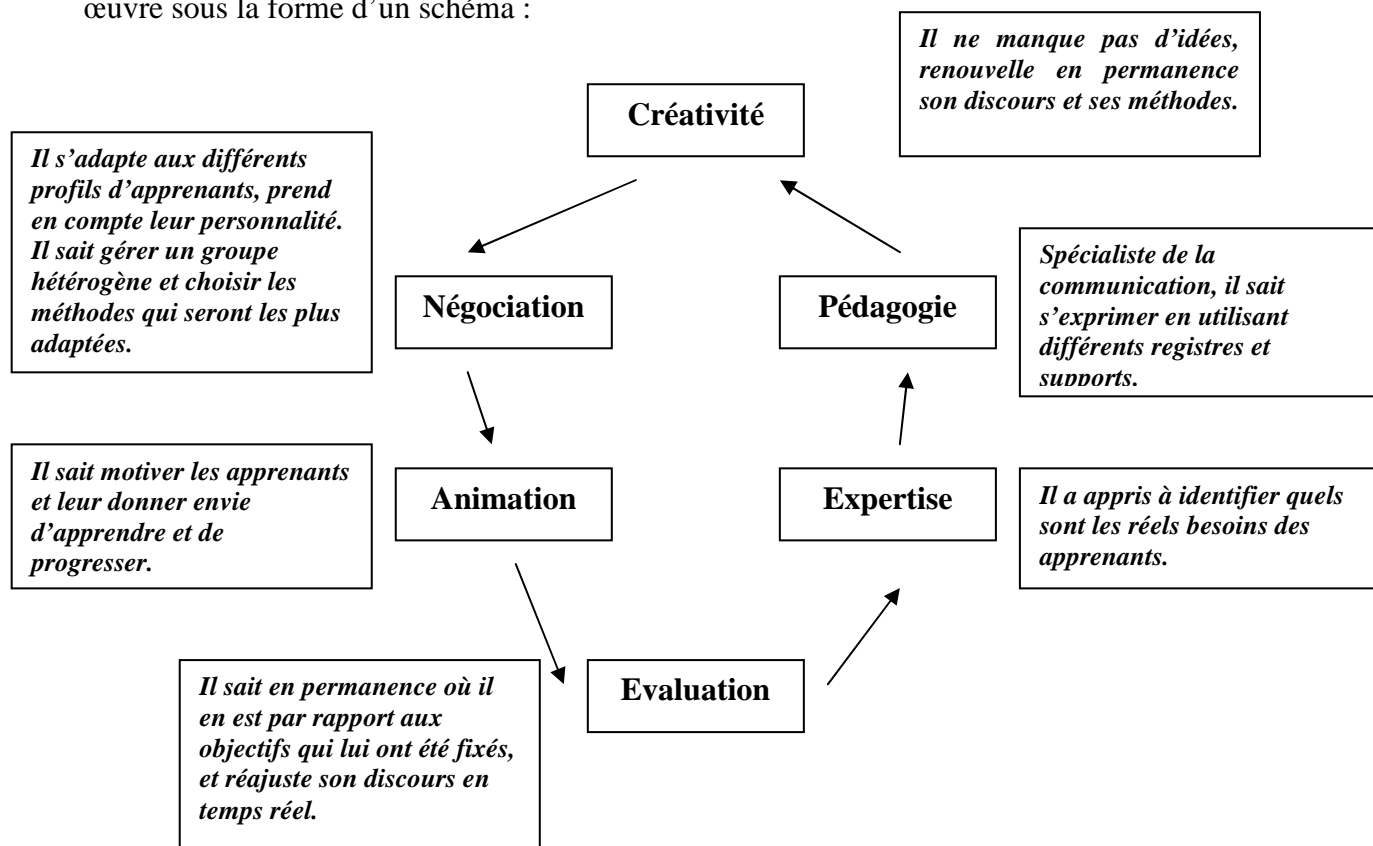 œuvre sous la forme d'un schéma :
Il ne manque pas d'idées,
renouvelle en permanence
son discours et ses méthodes.
Créativité
Il s'adapte aux différents
profils d'apprenants, prend
en compte leur personnalité.
Il sait gérer un groupe
hétérogène et choisir les
méthodes qui seront les plus
adaptées.
Négociation
Pédagogie
Spécialiste de la
communication, il sait
s'exprimer en utilisant
différents registres et
supports.
Il sait motiver les apprenants
et leur donner envie
d'apprendre et de
progresser.
Animation
Expertise
Il a appris à identifier quels
sont les réels besoins des
apprenants.
Il sait en permanence où il
en est par rapport aux
objectifs qui lui ont été fixés,
et réajuste son discours en
temps réel.
Evaluation